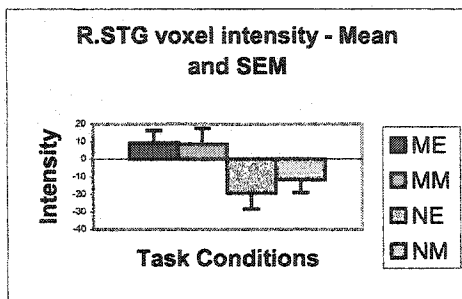 R.STG voxel intensity - Mean
and SEM
Intensity
20
10
0
-10
-20
-30
-40
Task Conditions
ME
MM
NE
NM